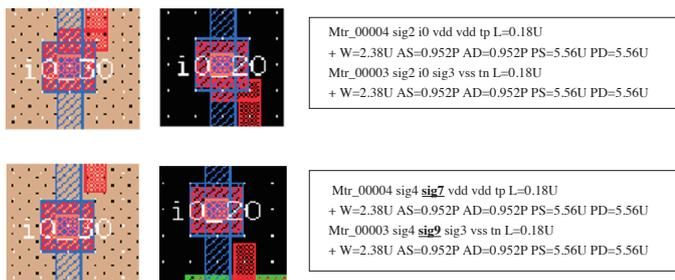 i0_30
i0_20
Mtr_00004 sig2 i0 vdd vdd tp L=0.18U
+ W=2.38U AS=0.952P AD=0.952P PS=5.56U PD=5.56U
Mtr_00003 sig2 i0 sig3 vss tn L=0.18U
+ W=2.38U AS=0.952P AD=0.952P PS=5.56U PD=5.56U
i0_30
i0_20
Mtr_00004 sig4 sig7 vdd vdd tp L=0.18U
+ W=2.38U AS=0.952P AD=0.952P PS=5.56U PD=5.56U
Mtr_00003 sig4 sig9 sig3 vss tn L=0.18U
+ W=2.38U AS=0.952P AD=0.952P PS=5.56U PD=5.56U